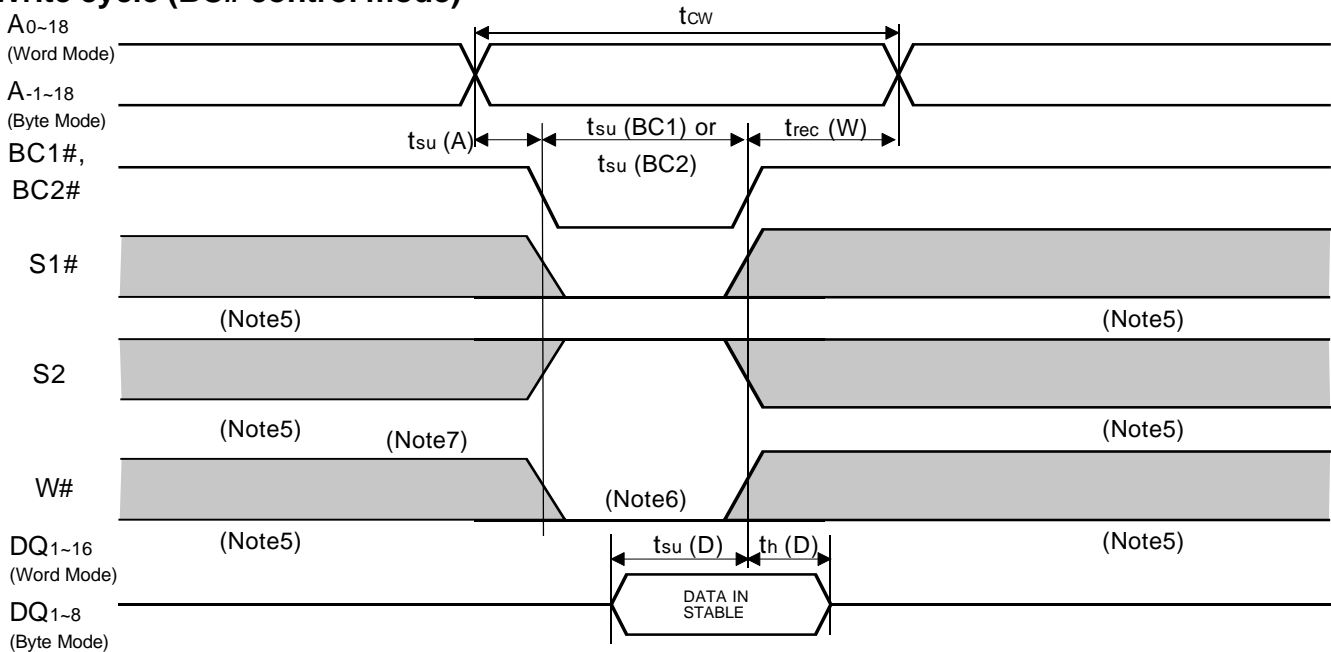 Write cycle (BC# control mode)
A0~18
(Word Mode)
tCW
A-1~18
(Byte Mode)
tsu (A)
tsu (BC1) or
tsu (BC2)
trec (W)
BC1#,
BC2#
S1#
(Note5)
(Note5)
S2
(Note5)
(Note7)
(Note5)
W#
(Note6)
(Note5)
(Note5)
DQ1~16
(Word Mode)
tsu (D)
th (D)
DATA IN
STABLE
DQ1~8
(Byte Mode)